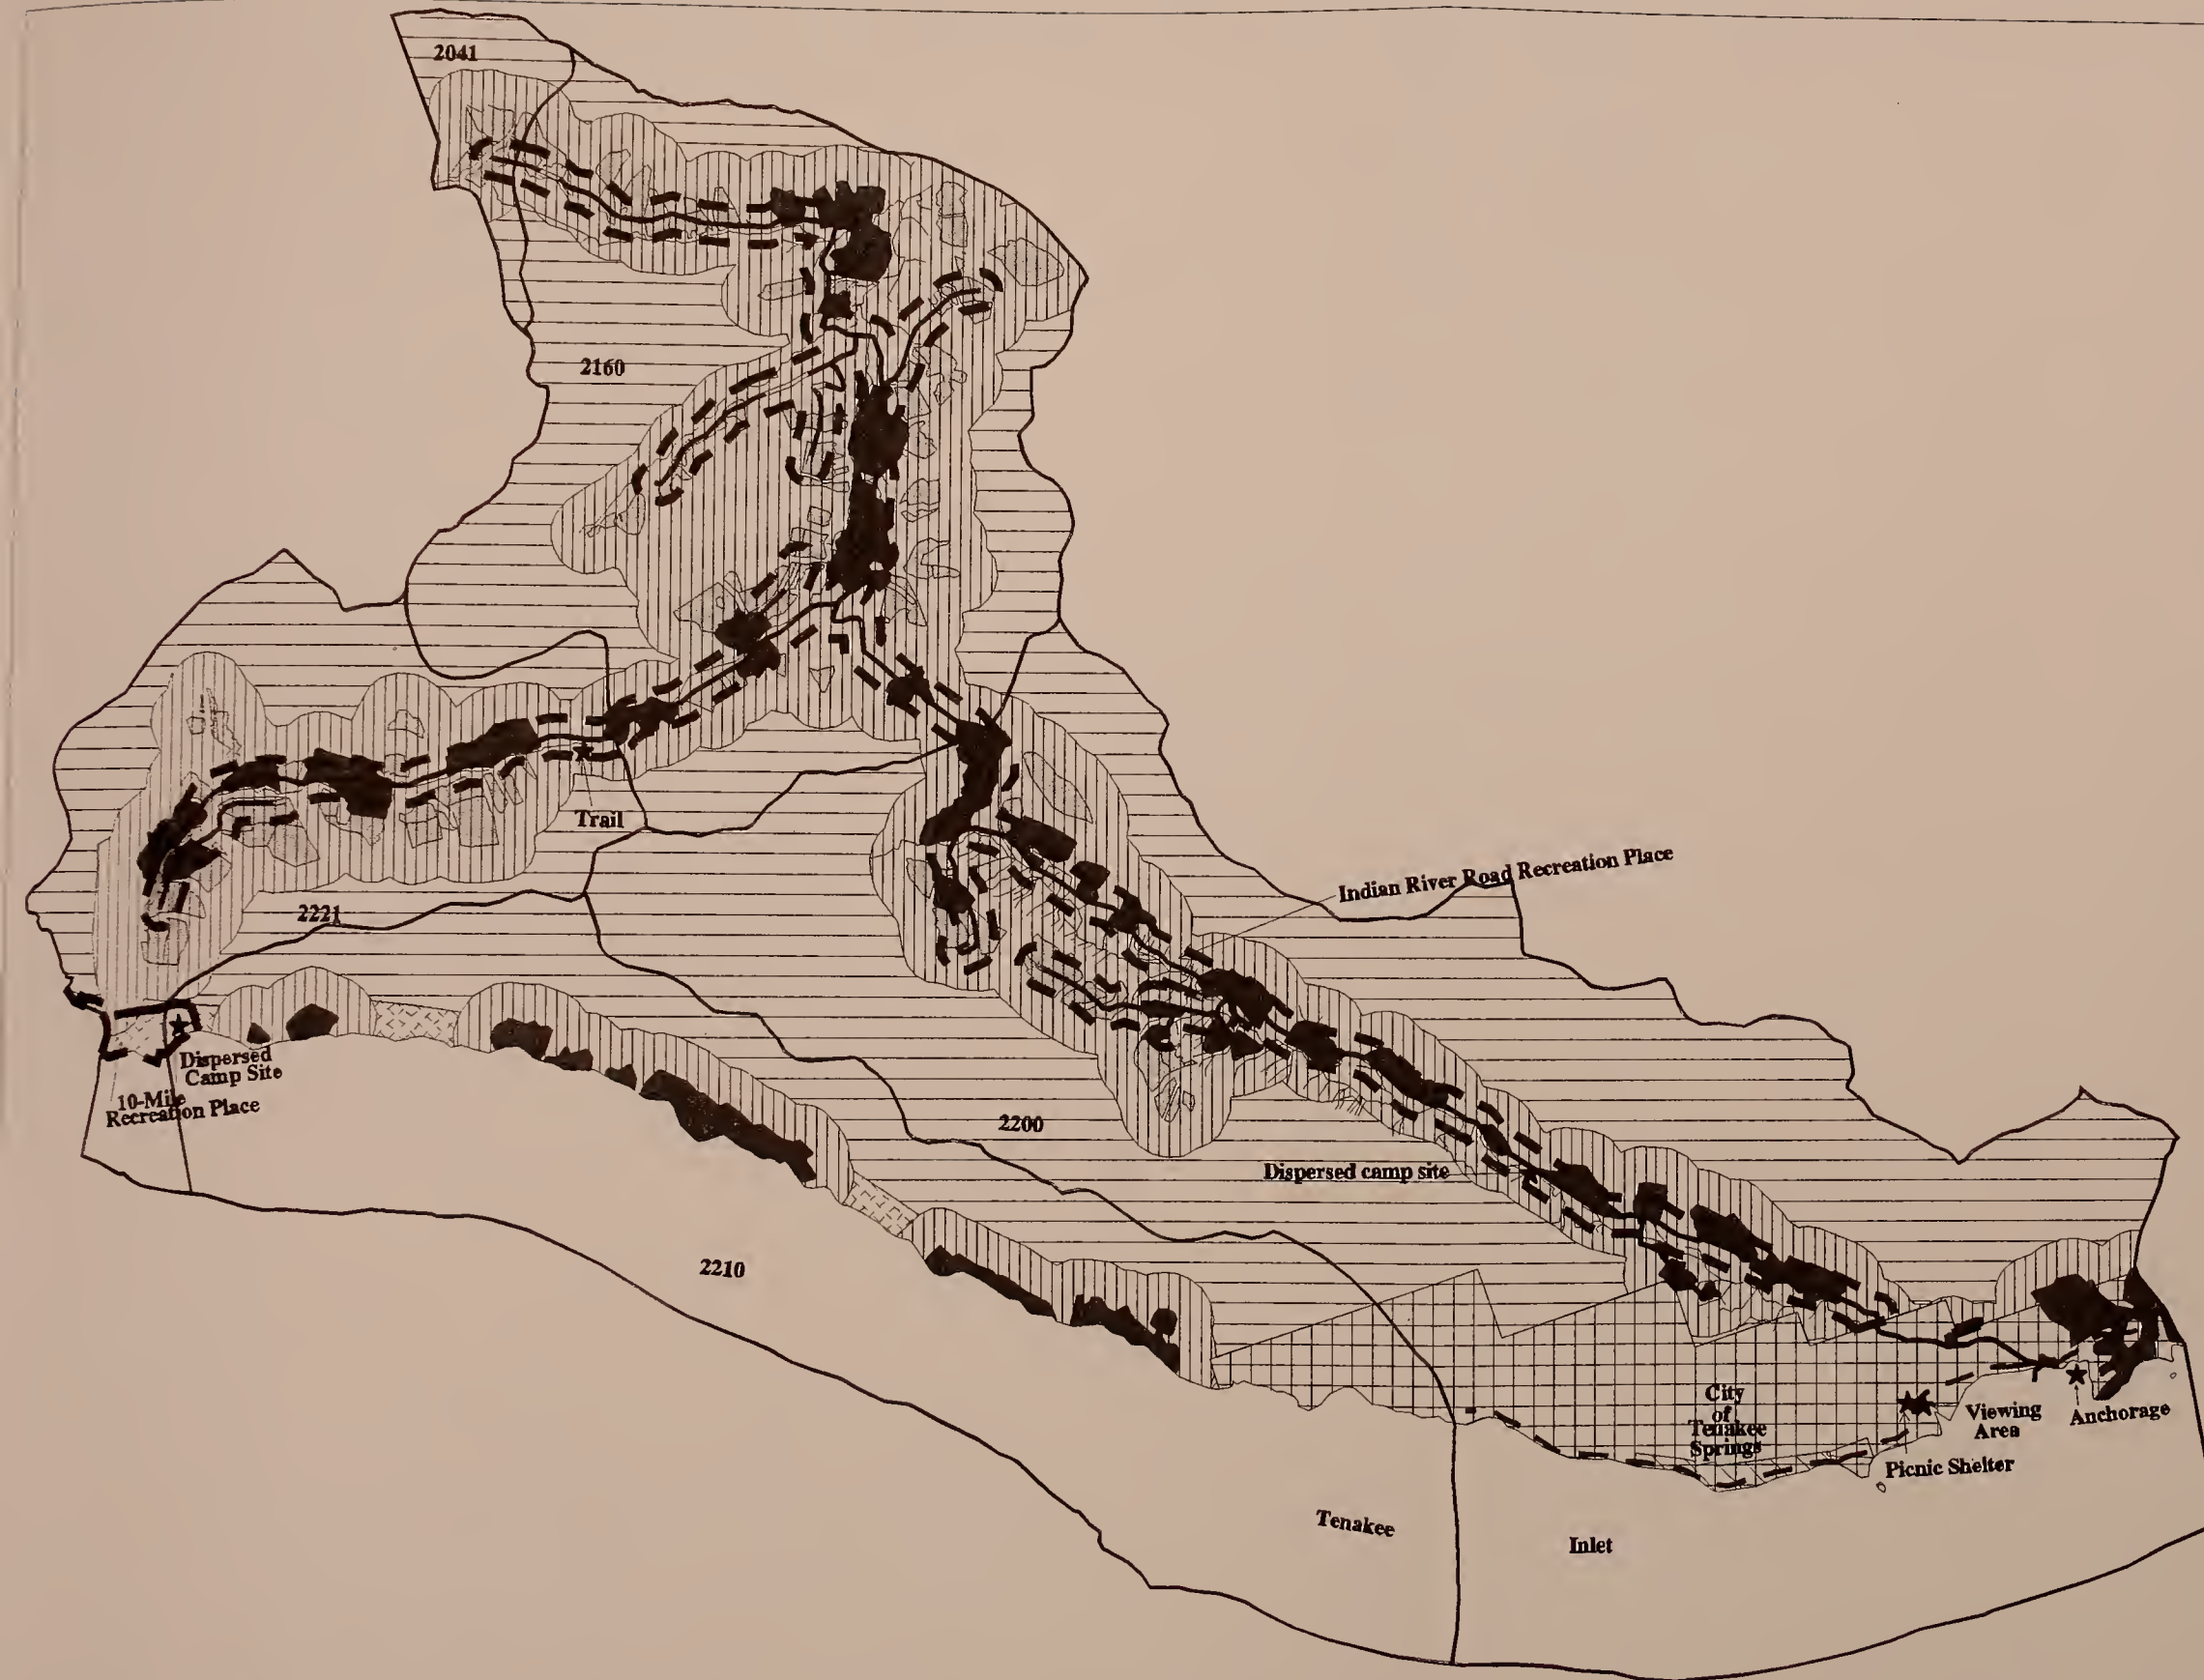 2041
2160
Trail
Indian River Road Recreation Place
2221
Dispersed
Camp Site
10-Mile
Recreation Place
2200
Dispersed camp site
2210
City
of
Tenakee
Springs
Viewing
Area
Anchorage
Picnic Shelter
Tenakee
Inlet